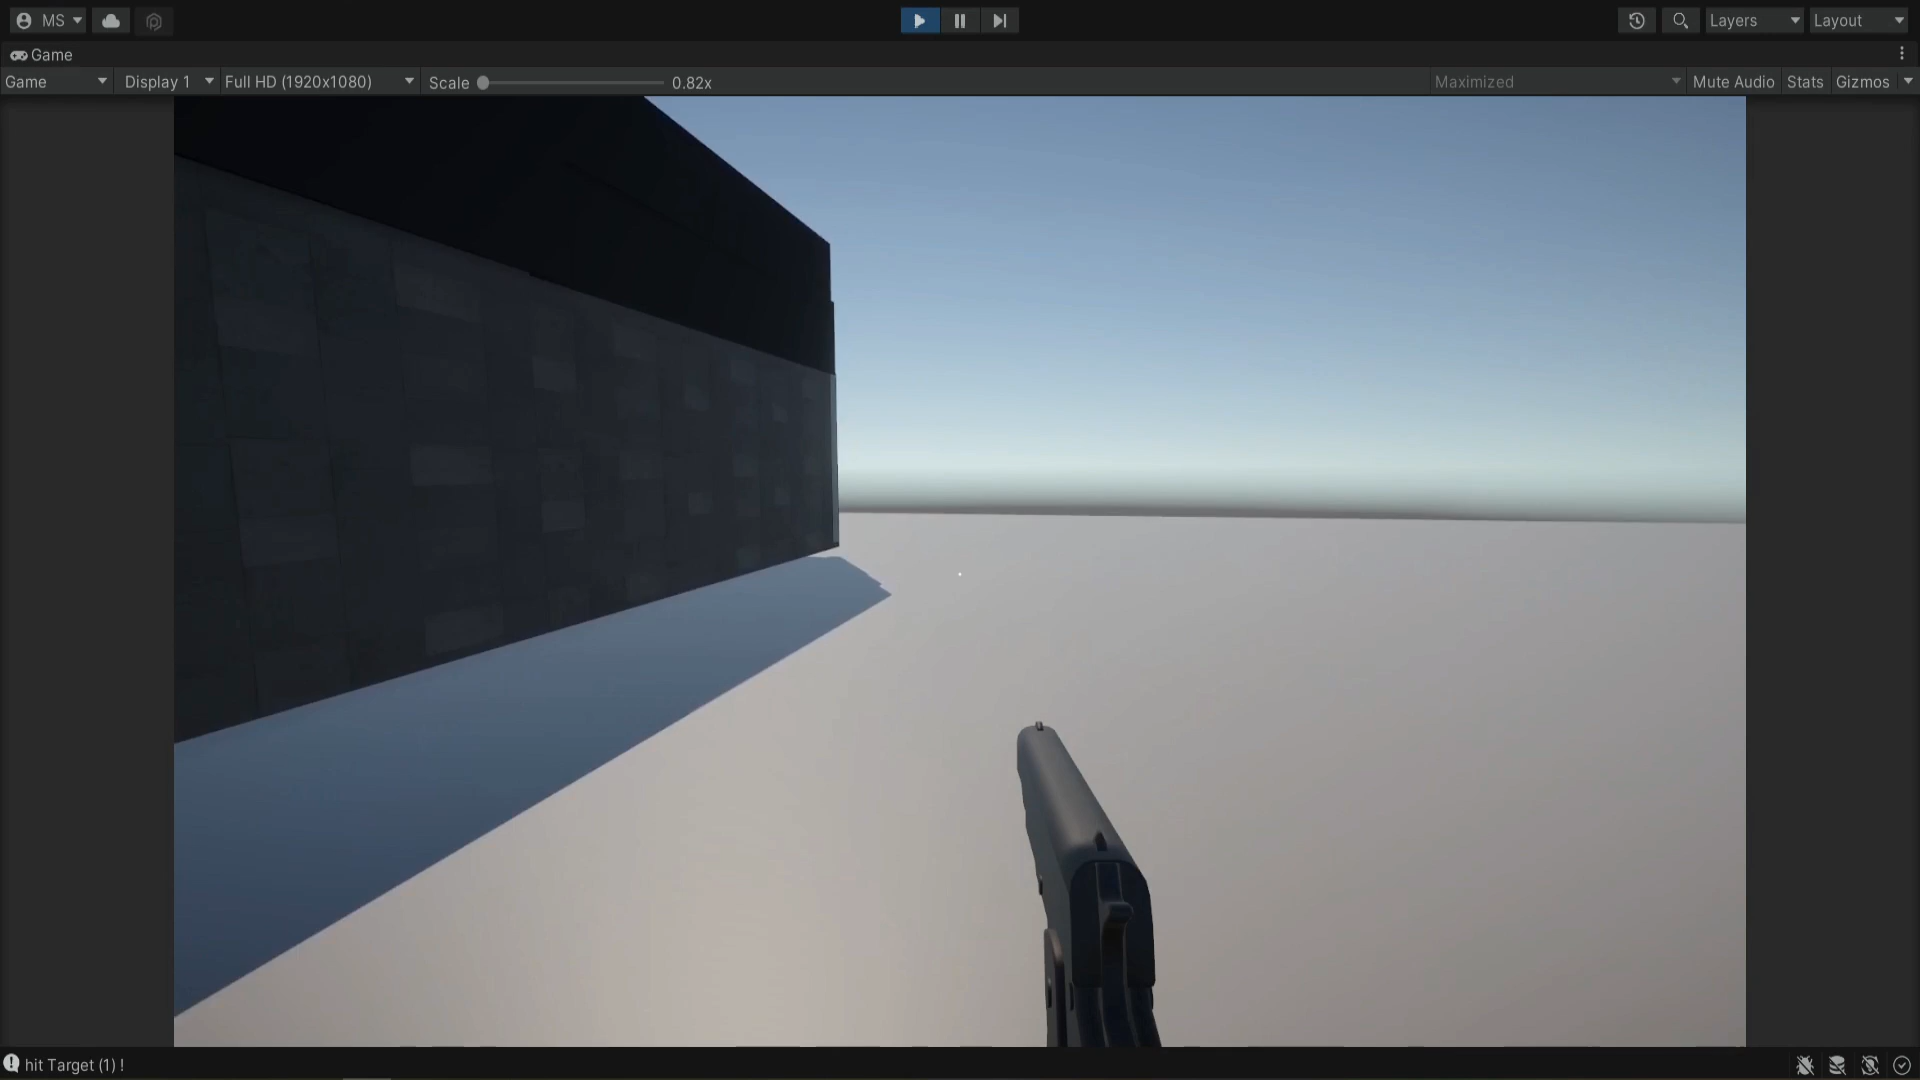 MS
Layers
Layout
Game
Game
Display 1
Full HD (1920x1080)
Scale
0.82x
Maximized
Mute Audio
Stats
Gizmos
hit Target (1) !